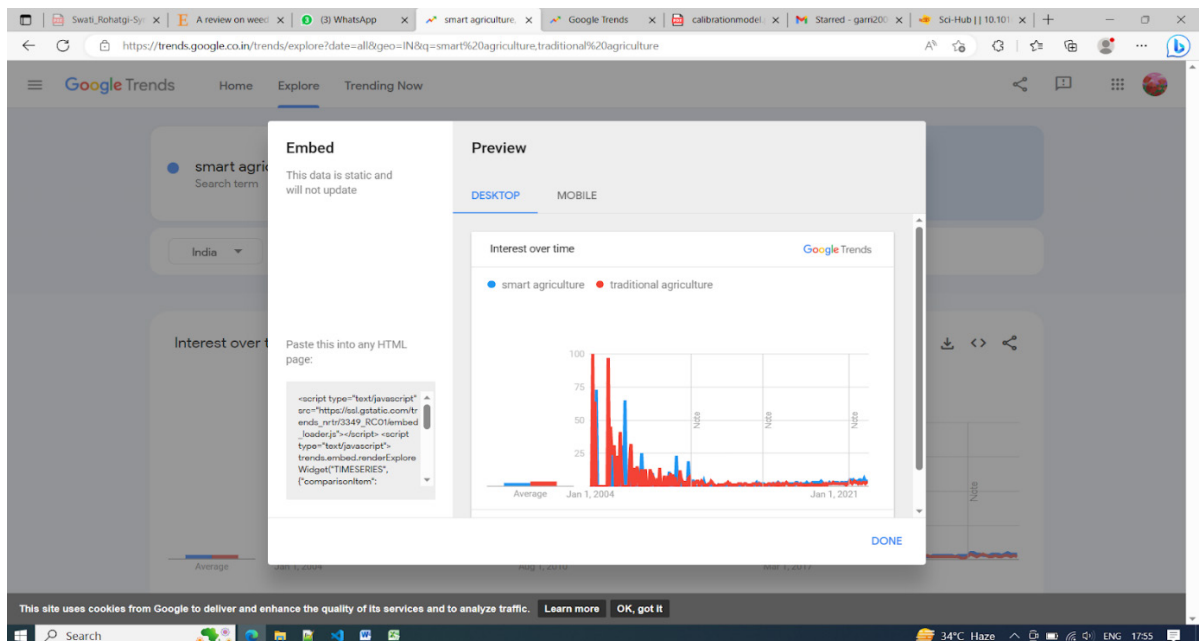 Swati_Rohatgi-Sy
A review on weed
(3) WhatsApp
smart agriculture,
Google Trends
calibrationmodel
Starred - garri200
Sci-Hub || 10.101
https://trends.google.co.in/trends/explore?date=all&geo=IN&q=smart%20agriculture,traditional%20agriculture
Google Trends
Home
Explore
Trending Now
smart agri
Search term
India
Interest over t
Average
Jan 1, 2004
Aug 1, 2010
Mar 1, 2017
Note
Embed
This data is static and
will not update
Paste this into any HTML
page:
<script type="text/javascript"
src="https://ssl.gstatic.com/tr
ends_nrtr/3349_RC01/embed
_loader.js"></script> <script
type="text/javascript">
trends.embed.renderExplore
Widget("TIMESERIES",
{"comparisonItem":
Preview
DESKTOP
MOBILE
Interest over time
Google Trends
smart agriculture
traditional agriculture
100
75
50
25
Note
Note
Note
Average
Jan 1, 2004
Jan 1, 2021
DONE
This site uses cookies from Google to deliver and enhance the quality of its services and to analyze traffic.
Learn more
OK, got it
Search
34°C Haze
ENG
17:55